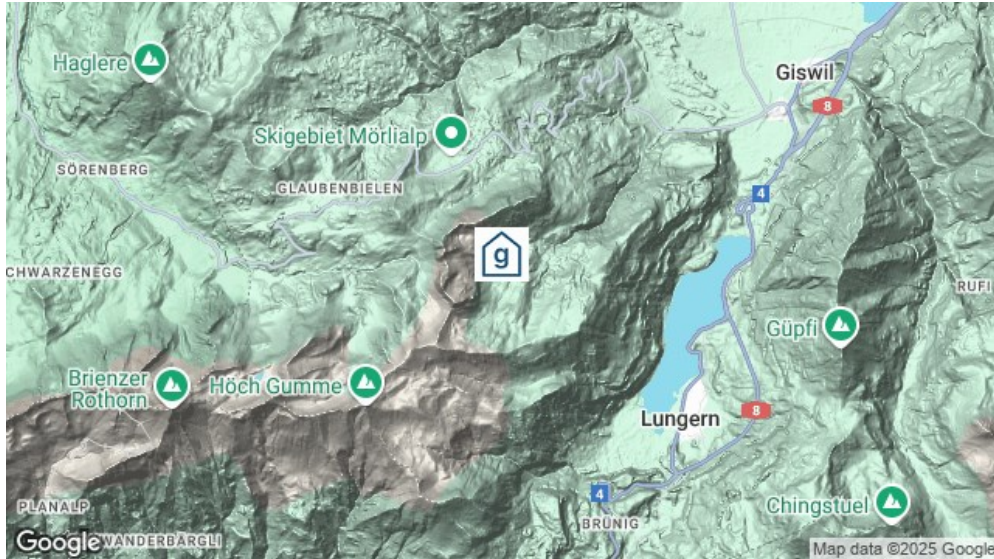 Haglere
Giswil
8
Skigebiet Mörlialp
SÖRENBERG
GLAUBENBIELEN
4
g
CHWARZENEGG
RUFI
Güpfi
Brienzer
Rothorn
Höch Gumme
Lungern
8
4
PLANALP
Chingstuel
BRÜNIG
Google
WANDERBÄRGLI
Map data ©2025 Google